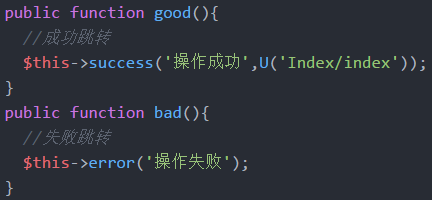 public function good(){
//成功跳转
$this->success('操作成功',U('Index/index'));
}
public function bad(){
//失败跳转
$this->error('操作失败');
}